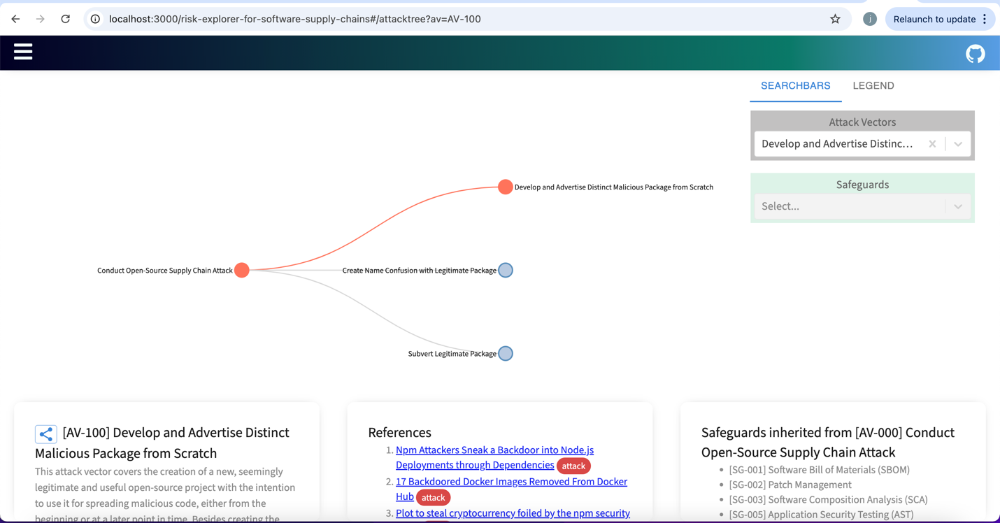 localhost:3000/risk-explorer-for-software-supply-chains#/attacktree?av=AV-100
j
Relaunch to update
SEARCHBARS
LEGEND
Attack Vectors
Develop and Advertise Distinc...
Safeguards
Select...
Develop and Advertise Distinct Malicious Package from Scratch
Conduct Open-Source Supply Chain Attack
Create Name Confusion with Legitimate Package
Subvert Legitimate Package
[AV-100] Develop and Advertise Distinct
Malicious Package from Scratch
This attack vector covers the creation of a new, seemingly
legitimate and useful open-source project with the intention
to use it for spreading malicious code, either from the
beginning or at a later point in time. Besides creating the
References
1. Npm Attackers Sneak a Backdoor into Node.js
Deployments through Dependencies attack
2. 17 Backdoored Docker Images Removed From Docker
Hub attack
3. Plot to steal cryptocurrency foiled by the npm security
Safeguards inherited from [AV-000] Conduct
Open-Source Supply Chain Attack
• [SG-001] Software Bill of Materials (SBOM)
• [SG-002] Patch Management
• [SG-003] Software Composition Analysis (SCA)
• [SG-005] Application Security Testing (AST)